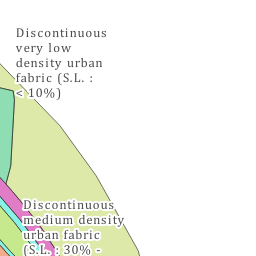 Discontinuous
very low
density urban
fabric (S.L. :
< 10%)
Discontinuous
medium density
urban fabric
(S.L. : 30% -